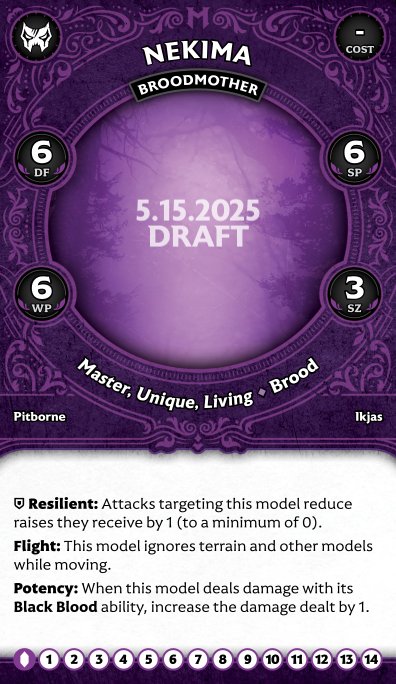 NEKIMA
-
COST
BROODMOTHER
6
DF
6
SP
5.15.2025
DRAFT
6
WP
3
SZ
Master, Unique, Living ♦ Brood
Pitborne
Ikjas
Resilient: Attacks targeting this model reduce
raises they receive by 1 (to a minimum of 0).
Flight: This model ignores terrain and other models
while moving.
Potency: When this model deals damage with its
Black Blood ability, increase the damage dealt by 1.
1 2 3 4 5 6 7 8 9 10 11 12 13 14